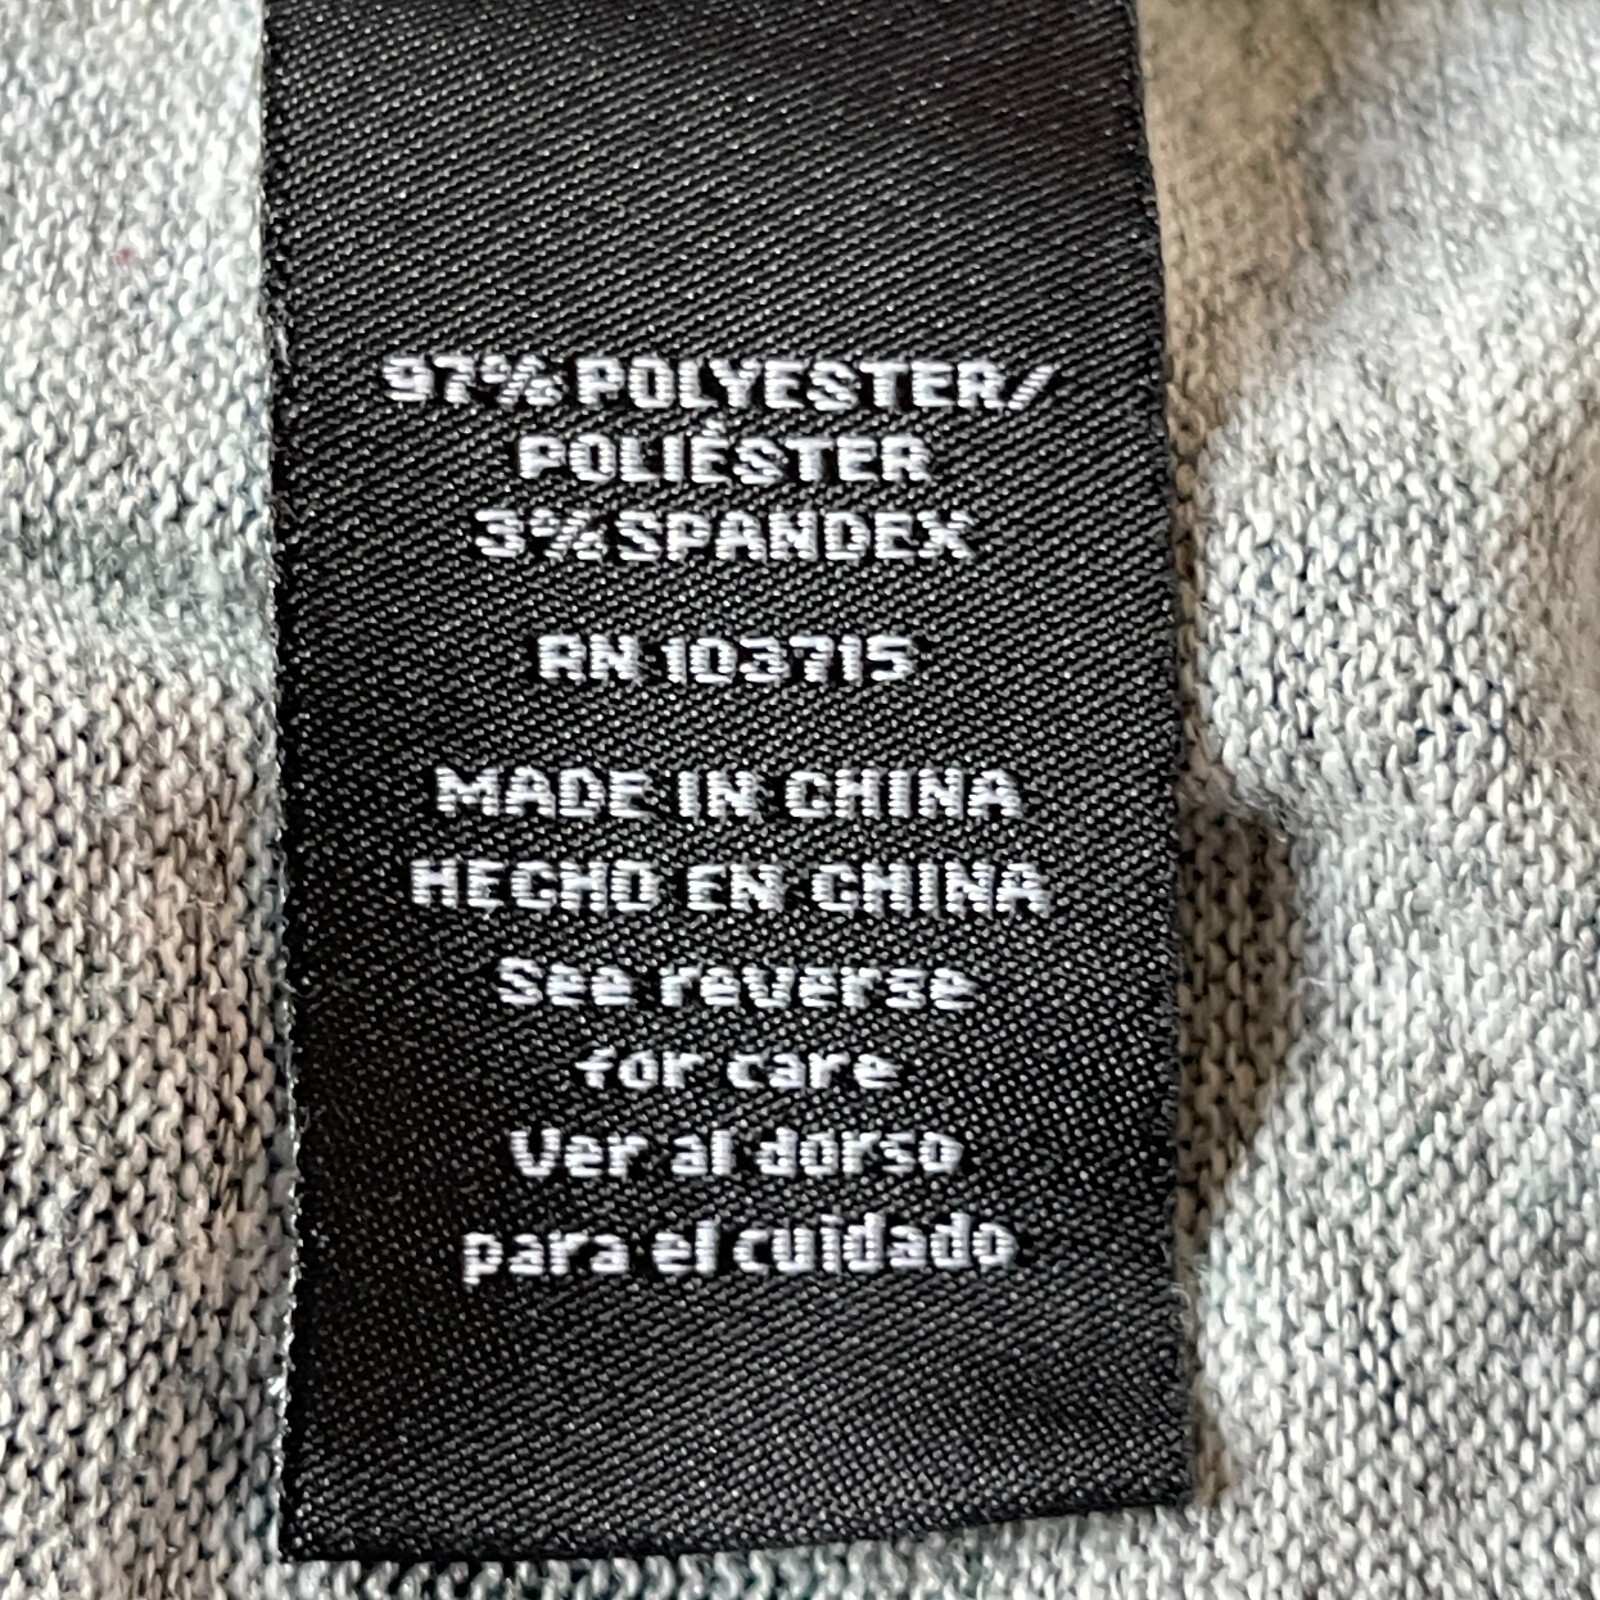 97% POLYESTER/
POLIÉSTER
3% SPANDEX
RN 103715
MADE IN CHINA
HECHO EN CHINA
See reverse
for care
Ver al dorso
para el cuidado